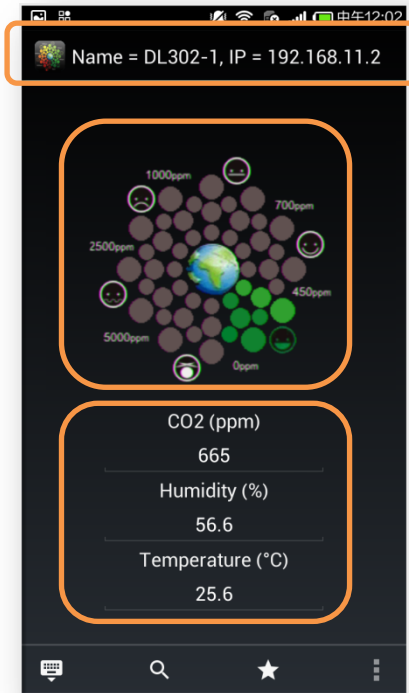 中午12:02
Name = DL302-1, IP = 192.168.11.2
1000ppm
700ppm
2500ppm
450ppm
5000ppm
0ppm
CO2 (ppm)
665
Humidity (%)
56.6
Temperature (°C)
25.6